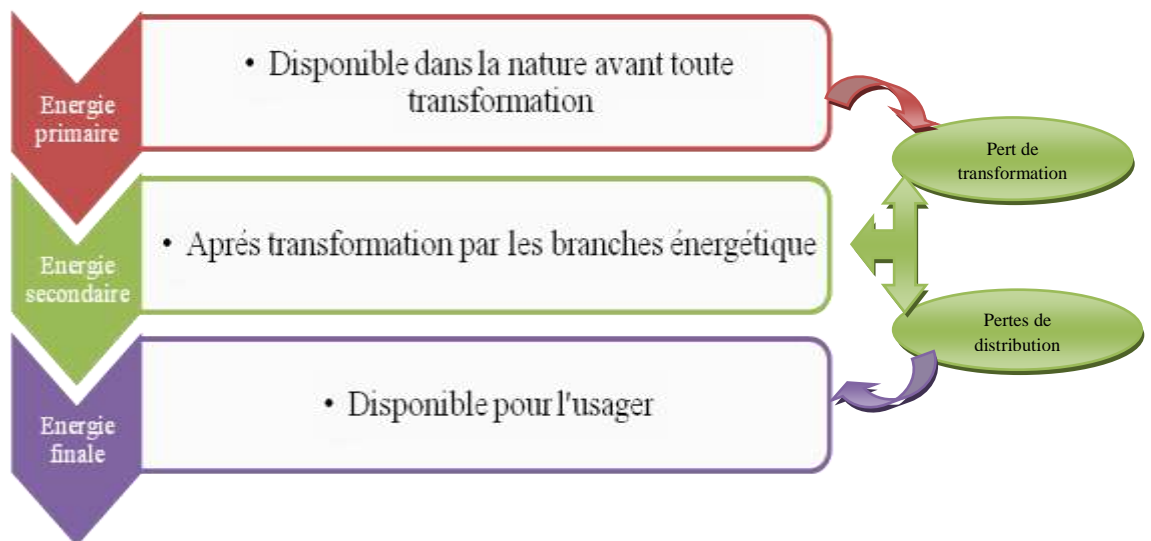 Energie
primaire
• Disponible dans la nature avant toute
transformation
Pert de
transformation
Energie
secondaire
• Aprés transformation par les branches énergétique
Pertes de
distribution
Energie
finale
• Disponible pour l'usager